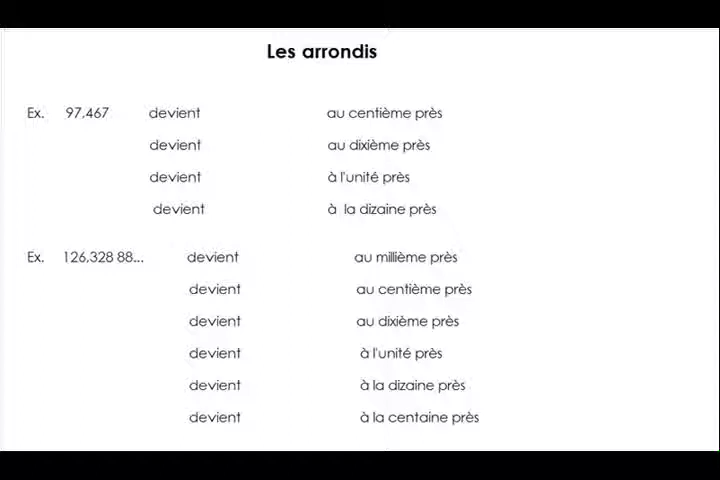 Les arrondis
Ex. 97,467 devient au centième près
devient au dixième près
devient à l'unité près
devient à la dizaine près
Ex. 126,328 88... devient au millième près
devient au centième près
devient au dixième près
devient à l'unité près
devient à la dizaine près
devient à la centaine près